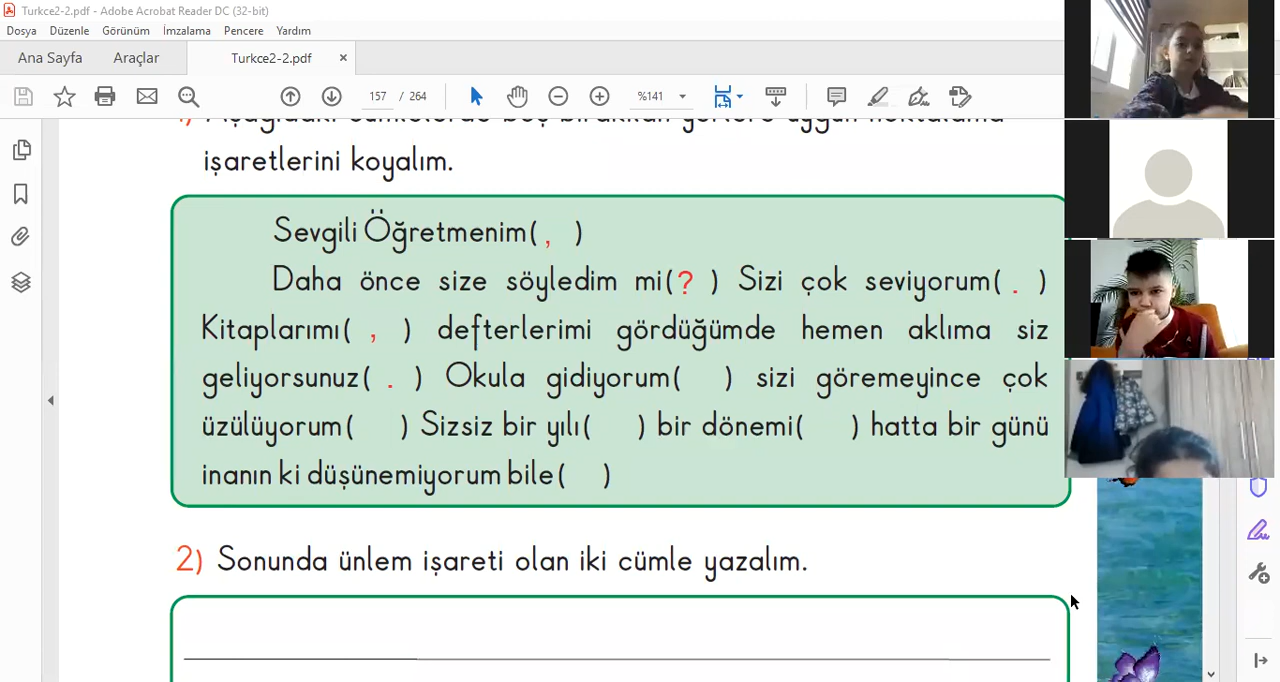 Turkce2-2.pdf - Adobe Acrobat Reader DC (32-bit)
Dosya Düzenle Görünüm İmzalama Pencere Yardım
Ana Sayfa Araçlar Turkce2-2.pdf ×
157 / 264 %141
işaretlerini koyalım.
Sevgili Öğretmenim( , )
Daha önce size söyledim mi( ? ) Sizi çok seviyorum( . )
Kitaplarımı( , ) defterlerimi gördüğümde hemen aklıma siz
geliyorsunuz( . ) Okula gidiyorum( ) sizi göremeyince çok
üzülüyorum( ) Sizsiz bir yılı( ) bir dönemi( ) hatta bir günü
inanın ki düşünemiyorum bile( )
2) Sonunda ünlem işareti olan iki cümle yazalım.